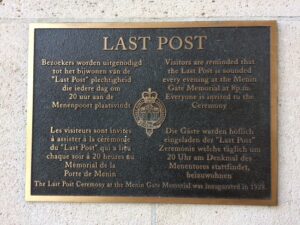 LAST POST
Bezoekers worden uitgenodigd
tot het bijwonen van de
"Last Post" plechtigheid
die iedere dag om
20 uur aan de
Menenpoort plaatsvindt
Visitors are reminded that
the Last Post is sounded
every evening at the Menin
Gate Memorial at 8p.m.
Everyone is invited to the
Ceremony
Les visiteurs sont invités
à assister à la cérémonie
du "Last Post" qui a lieu
chaque soir à 20 heures au
Mémorial de la
Porte de Menin
Die Gäste warden höflich
eingeladen der "Last Post"
Zeremonie welche täglich um
20 Uhr am Denkmal des
Menentores stattfindet,
beizuwohnen
The Last Post Ceremony at the Menin Gate Memorial was inaugurated in 1928.